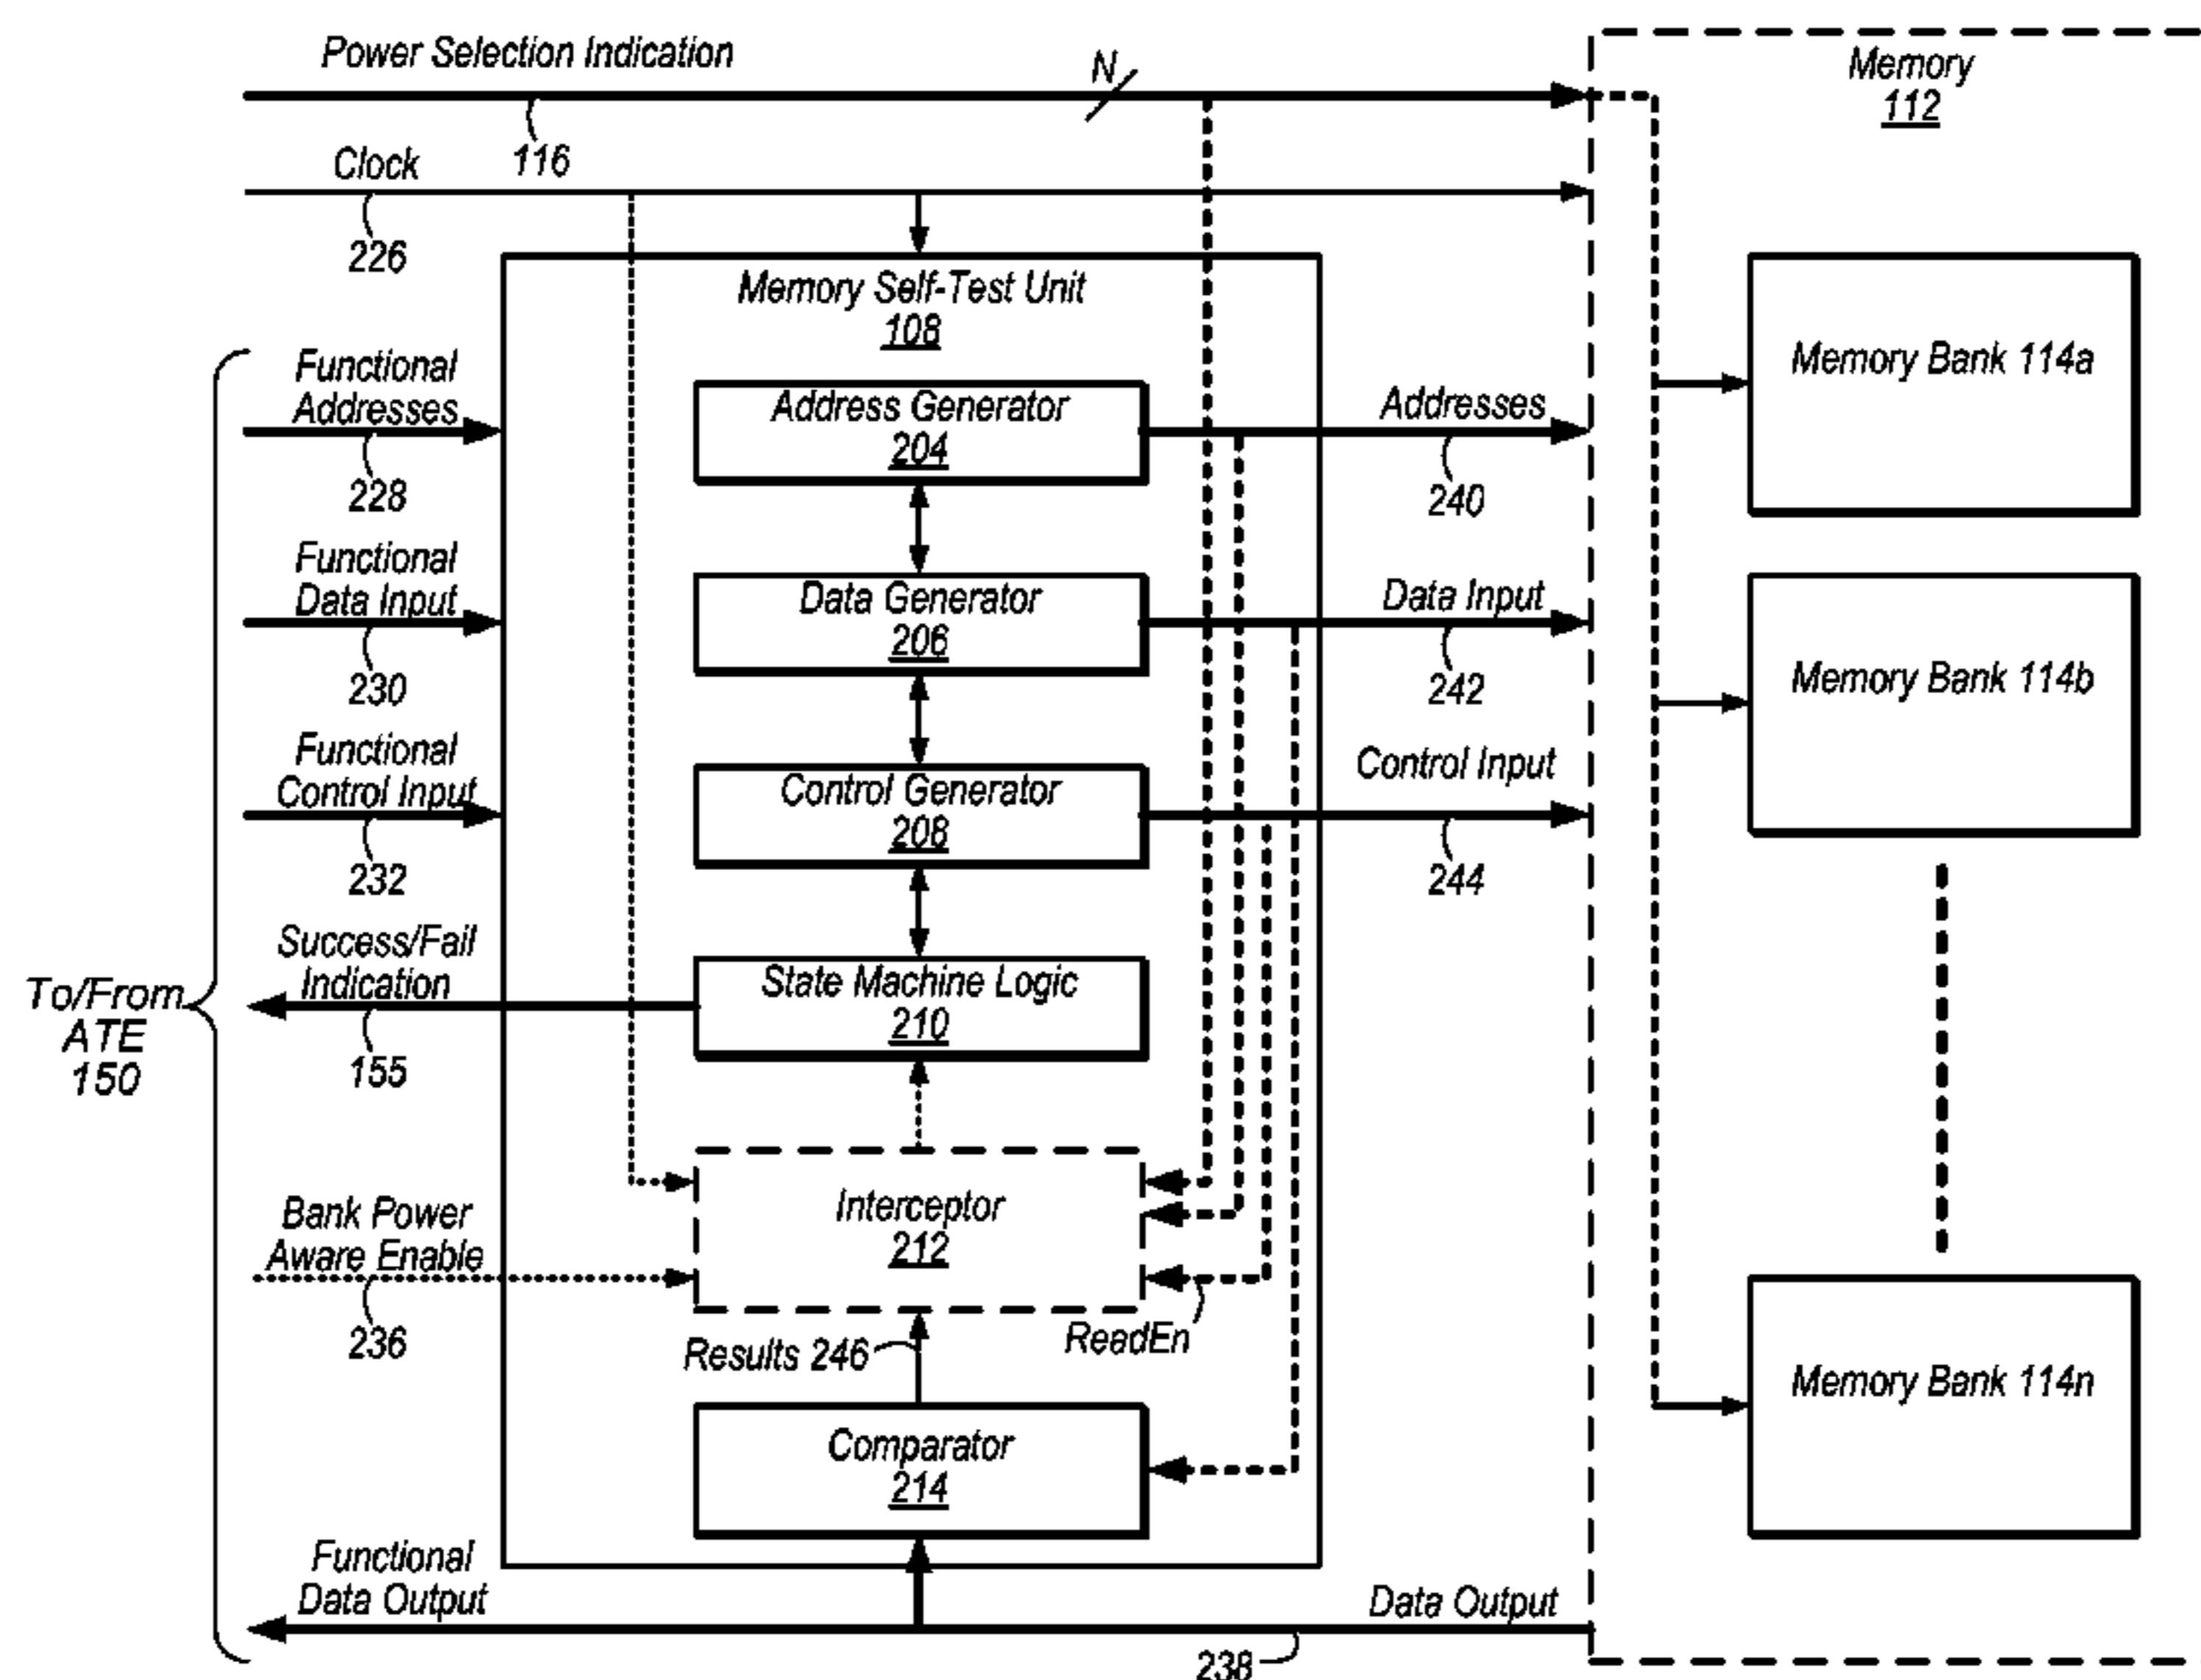 Power Selection Indication
N
116
Memory
112
Clock
226
Memory Self-Test Unit
108
Memory Bank 114a
Functional
Addresses
228
Address Generator
204
Addresses
240
Functional
Data Input
230
Data Generator
206
Data Input
242
Memory Bank 114b
Functional
Control Input
232
Control Generator
208
Control Input
244
Success/Fail
Indication
155
State Machine Logic
210
To/From
ATE
150
Bank Power
Aware Enable
236
Interceptor
212
ReadEn
Results 246
Memory Bank 114n
Comparator
214
Functional
Data Output
Data Output
238